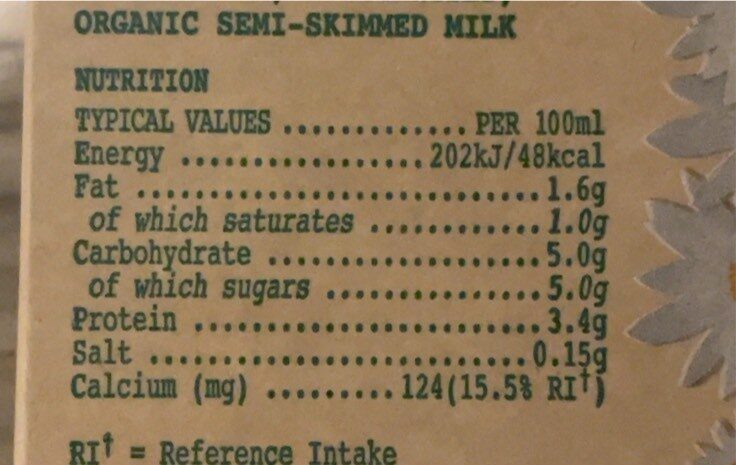 ORGANIC SEMI-SKIMMED MILK
NUTRITION
TYPICAL VALUES ............. PER 100ml
Energy ................... 202kJ/48kcal
Fat ................................. 1.6g
of which saturates ............ 1.0g
Carbohydrate ..................... 5.0g
of which sugars ................ 5.0g
Protein ............................ 3.4g
Salt ............................... 0.15g
Calcium (mg) ......... 124(15.5% RI†)
RI† = Reference Intake